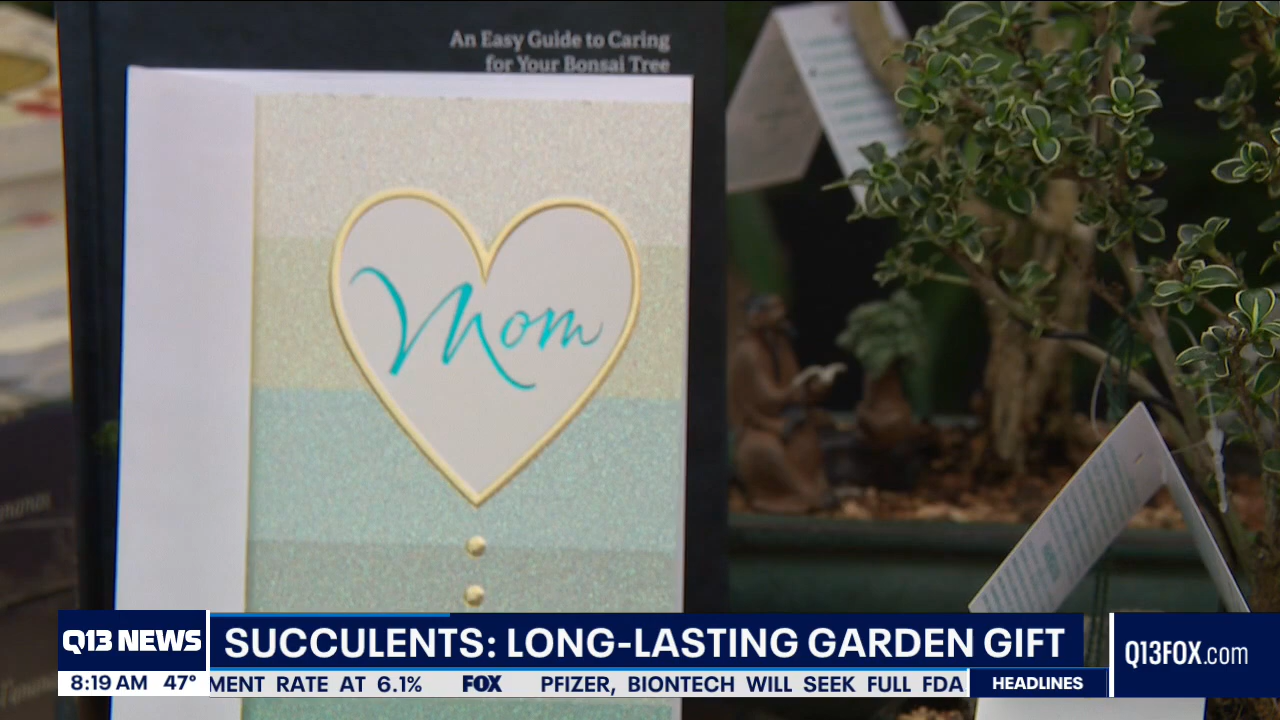 An Easy Guide to Caring
for Your Bonsai Tree
Mom
Q13 NEWS
SUCCULENTS: LONG-LASTING GARDEN GIFT
Q13FOX.com
8:19 AM 47° MENT RATE AT 6.1% FOX PFIZER, BIONTECH WILL SEEK FULL FDA HEADLINES